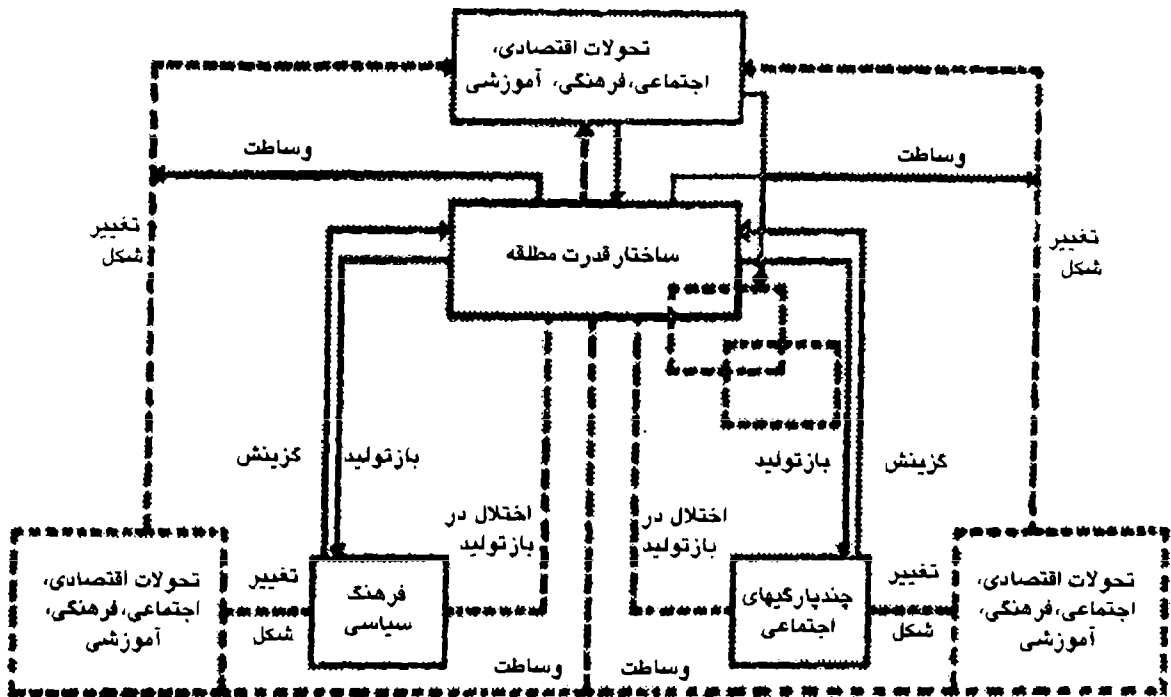 تحولات اقتصادی،
اجتماعی،فرهنگی، آموزشی
وساطت
وساطت
تغییر
شکل
تغییر
شکل
ساختار قدرت مطلقه
گزینش
بازتولید
بازتولید
گزینش
اختلال در
بازتولید
اختلال در
بازتولید
تحولات اقتصادی،
اجتماعی،فرهنگی،
آموزشی
تغییر
شکل
چندپارگیهای
اجتماعی
فرهنگ
سیاسی
تغییر
شکل
تحولات اقتصادی،
اجتماعی،فرهنگی،
آموزشی
وساطت
وساطت